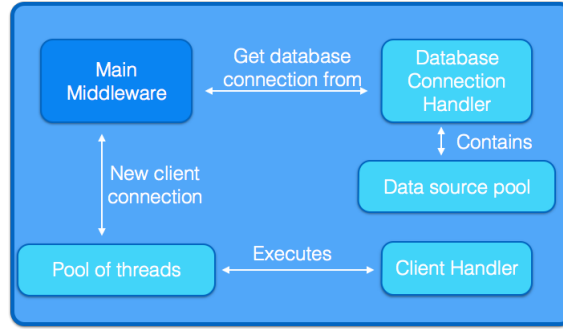 Main
Middleware
Get database
connection from
Database
Connection
Handler
Contains
Data source pool
New client
connection
Pool of threads
Executes
Client Handler